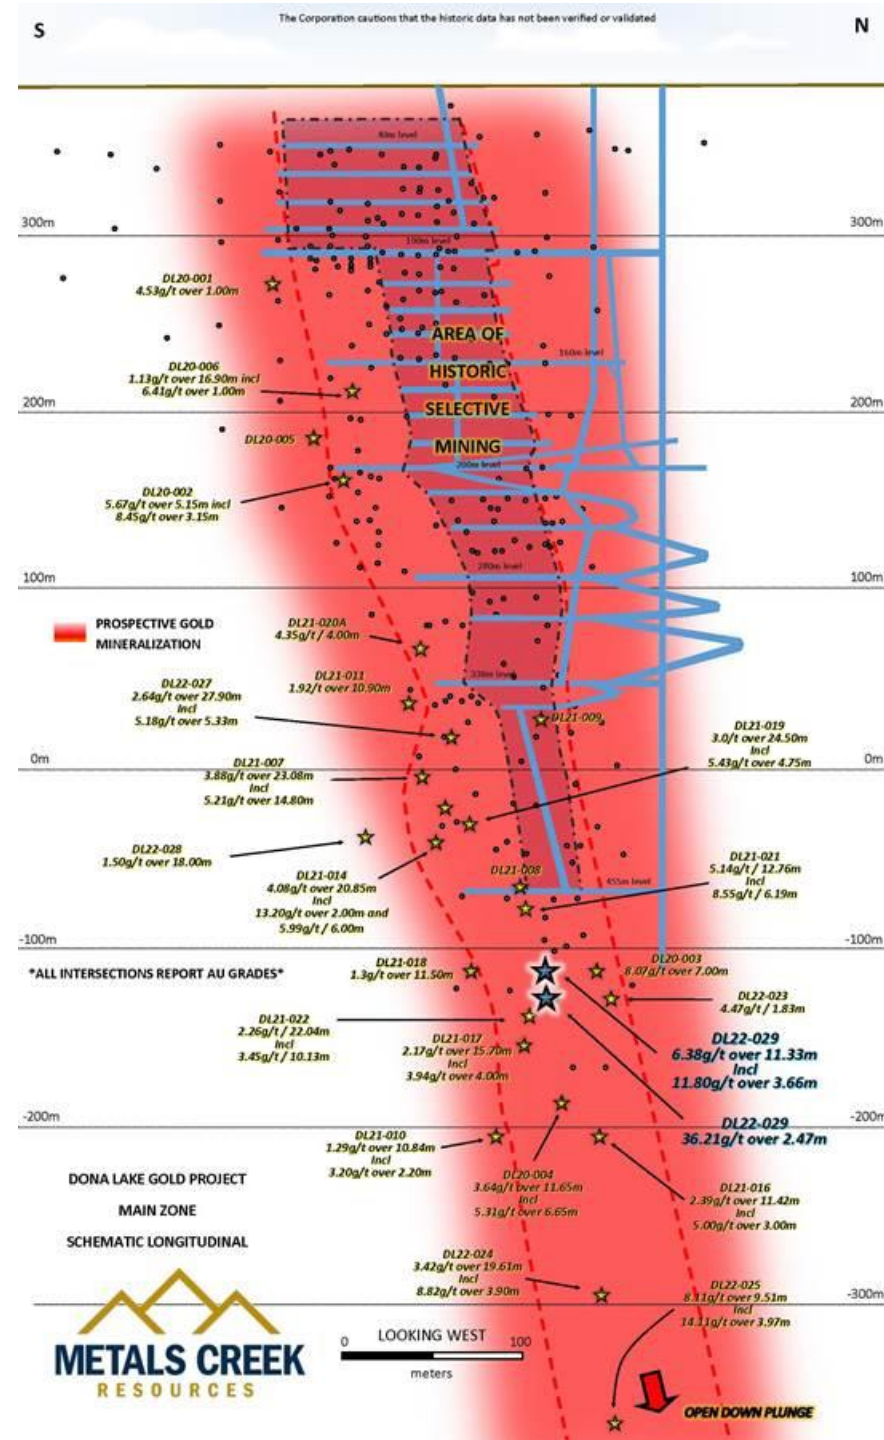 The Corporation cautions that the historic data has not been verified or validated
S
N
80m level
300m
300m
100m level
DL20-001
4.53g/t over 1.00m
AREA OF
HISTORIC
SELECTIVE
MINING
160m level
DL20-006
1.13g/t over 16.90m incl
6.41g/t over 1.00m
200m
200m
DL20-005
200m level
DL20-002
5.67g/t over 5.15m incl
8.45g/t over 3.15m
280m level
100m
100m
PROSPECTIVE GOLD
MINERALIZATION
DL21-020A
4.35g/t / 4.00m
DL21-011
1.92/t over 10.90m
DL22-027
2.64g/t over 27.90m
Incl
5.18g/t over 5.33m
338m level
DL21-009
DL21-019
3.0/t over 24.50m
Incl
5.43g/t over 4.75m
0m
0m
DL21-007
3.88g/t over 23.08m
Incl
5.21g/t over 14.80m
DL22-028
1.50g/t over 18.00m
DL21-014
4.08g/t over 20.85m
Incl
13.20g/t over 2.00m and
5.99g/t / 6.00m
DL21-008
455m level
DL21-021
5.14g/t / 12.76m
Incl
8.55g/t / 6.19m
-100m
-100m
*ALL INTERSECTIONS REPORT AU GRADES*
DL21-018
1.3g/t over 11.50m
DL20-003
8.07g/t over 7.00m
DL22-023
4.47g/t / 1.83m
DL21-022
2.26g/t / 22.04m
Incl
3.45g/t / 10.13m
DL21-017
2.17g/t over 15.70m
Incl
3.94g/t over 4.00m
DL22-029
6.38g/t over 11.33m
Incl
11.80g/t over 3.66m
DL22-029
36.21g/t over 2.47m
-200m
-200m
DL21-010
1.29g/t over 10.84m
Incl
3.20g/t over 2.20m
DL20-004
3.64g/t over 11.65m
Incl
5.31g/t over 6.65m
DL21-016
2.39g/t over 11.42m
Incl
5.00g/t over 3.00m
DONA LAKE GOLD PROJECT
MAIN ZONE
SCHEMATIC LONGITUDINAL
DL22-024
3.42g/t over 19.61m
Incl
8.82g/t over 3.90m
DL22-025
8.11g/t over 9.51m
Incl
14.11g/t over 3.97m
-300m
METALS CREEK
RESOURCES
0 LOOKING WEST 100
meters
OPEN DOWN PLUNGE